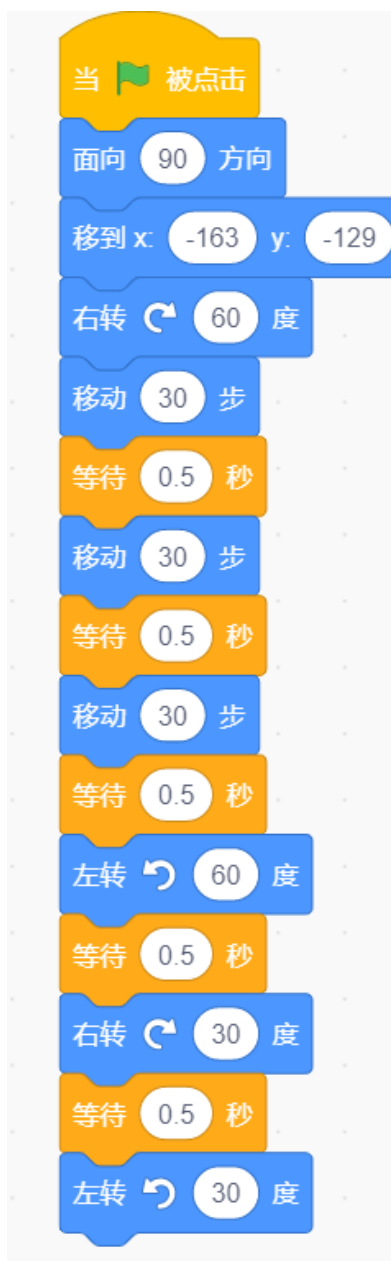 当 被点击
面向 90 方向
移到 x: -163 y: -129
右转 60 度
移动 30 步
等待 0.5 秒
移动 30 步
等待 0.5 秒
移动 30 步
等待 0.5 秒
左转 60 度
等待 0.5 秒
右转 30 度
等待 0.5 秒
左转 30 度